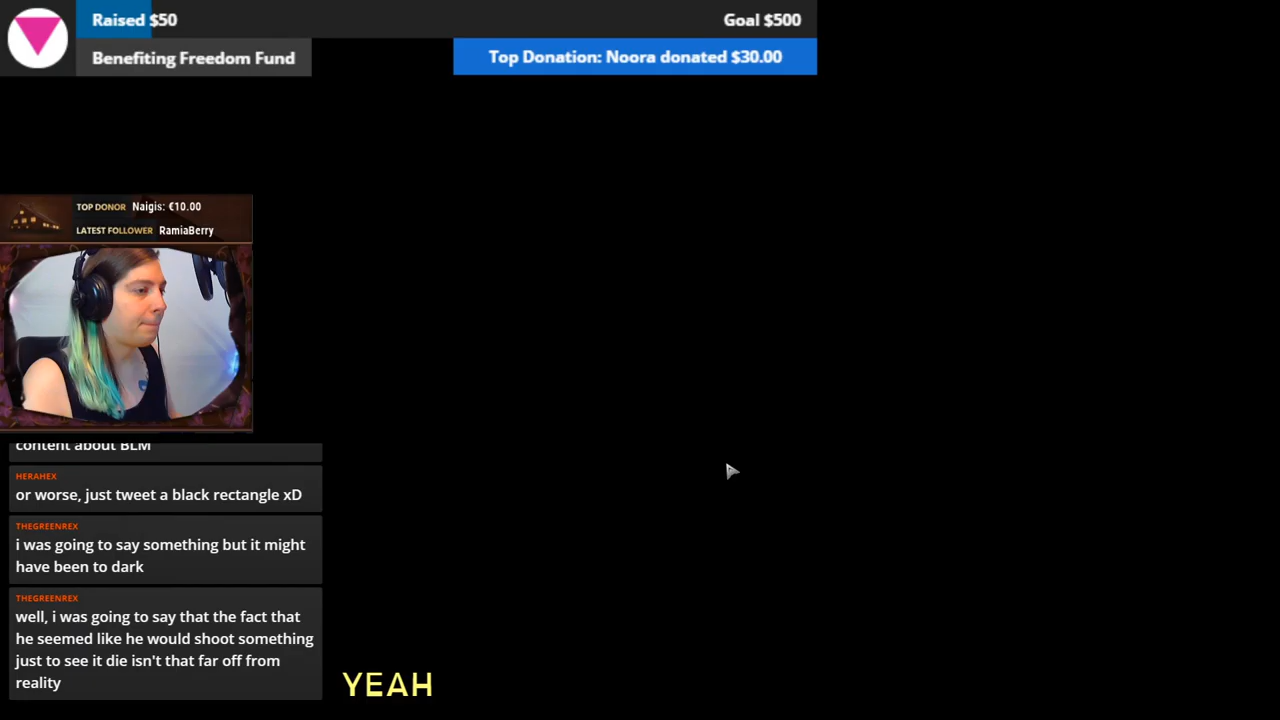 Raised $50
Goal $500
Benefiting Freedom Fund
Top Donation: Noora donated $30.00
TOP DONOR Naigis: €10.00
LATEST FOLLOWER RamiaBerry
content about BLM
HERAHEX
or worse, just tweet a black rectangle xD
THEGREENREX
i was going to say something but it might
have been to dark
THEGREENREX
well, i was going to say that the fact that
he seemed like he would shoot something
just to see it die isn't that far off from
reality
YEAH